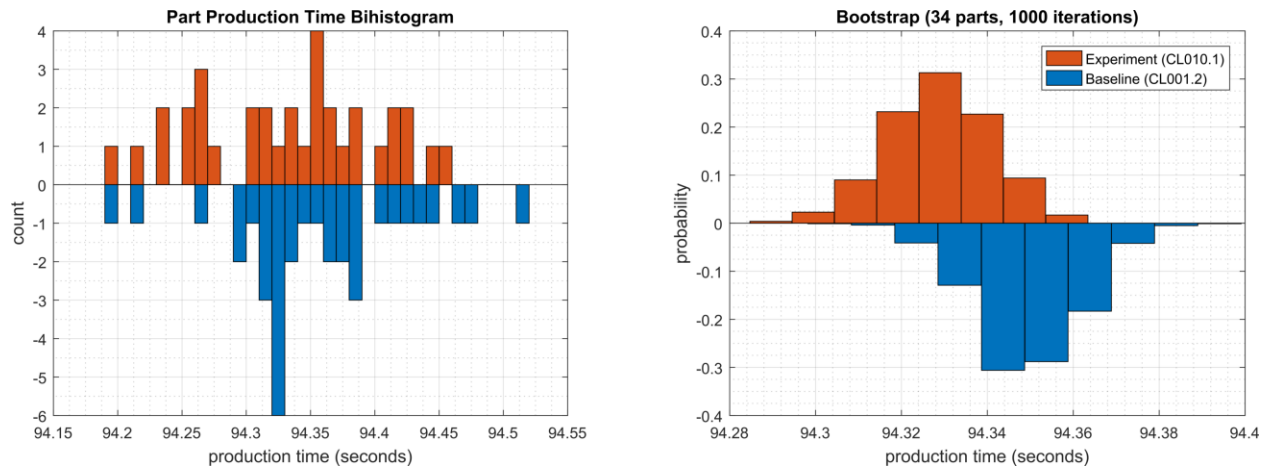 Part Production Time Bihistogram
4
3
2
1
0
-1
-2
-3
-4
-5
-6
count
94.15 94.2 94.25 94.3 94.35 94.4 94.45 94.5 94.55
production time (seconds)
Bootstrap (34 parts, 1000 iterations)
0.4
0.3
0.2
0.1
0
-0.1
-0.2
-0.3
-0.4
probability
Experiment (CL010.1)
Baseline (CL001.2)
94.28 94.3 94.32 94.34 94.36 94.38 94.4
production time (seconds)